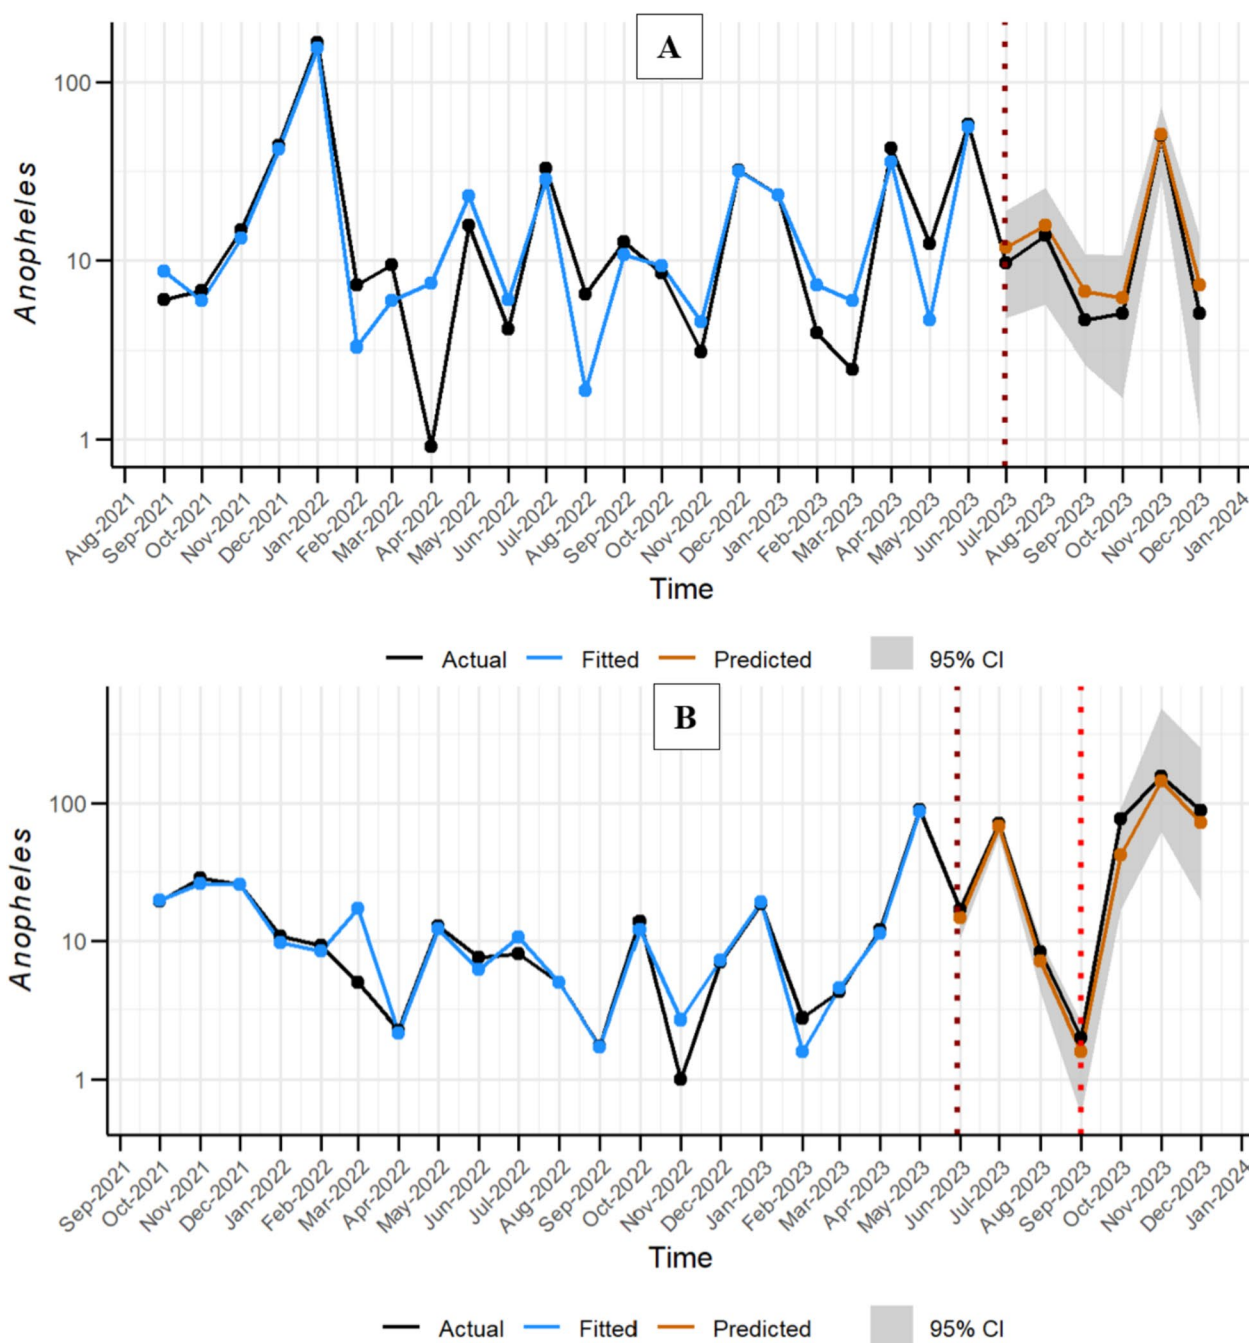 A
100
10
1
Anopheles
Aug-2021
Sep-2021
Oct-2021
Nov-2021
Dec-2021
Jan-2022
Feb-2022
Mar-2022
Apr-2022
May-2022
Jun-2022
Jul-2022
Aug-2022
Sep-2022
Oct-2022
Nov-2022
Dec-2022
Jan-2023
Feb-2023
Mar-2023
Apr-2023
May-2023
Jun-2023
Jul-2023
Aug-2023
Sep-2023
Oct-2023
Nov-2023
Dec-2023
Jan-2024
Time
Actual Fitted Predicted 95% CI
B
100
10
1
Anopheles
Sep-2021
Oct-2021
Nov-2021
Dec-2021
Jan-2022
Feb-2022
Mar-2022
Apr-2022
May-2022
Jun-2022
Jul-2022
Aug-2022
Sep-2022
Oct-2022
Nov-2022
Dec-2022
Jan-2023
Feb-2023
Mar-2023
Apr-2023
May-2023
Jun-2023
Jul-2023
Aug-2023
Sep-2023
Oct-2023
Nov-2023
Dec-2023
Jan-2024
Time
Actual Fitted Predicted 95% CI